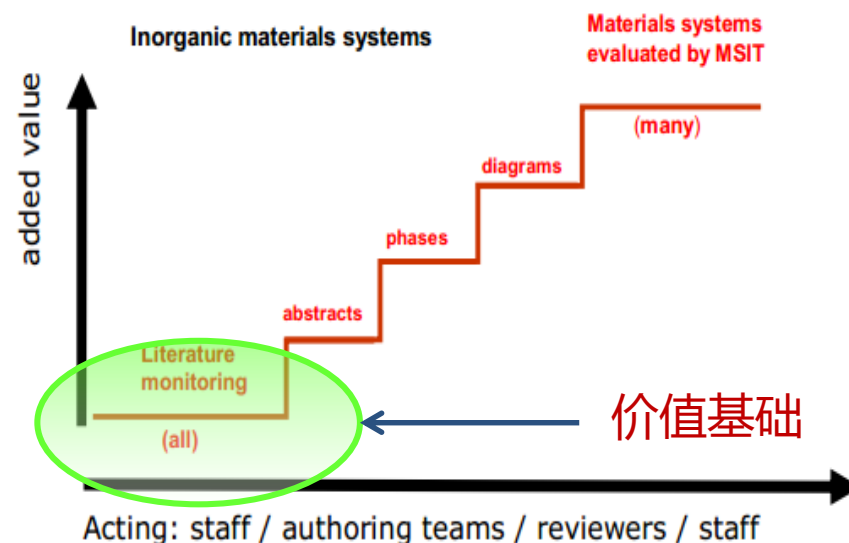 Inorganic materials systems
Materials systems
evaluated by MSIT
(many)
added value
diagrams
phases
abstracts
Literature
monitoring
(all)
价值基础
Acting: staff / authoring teams / reviewers / staff